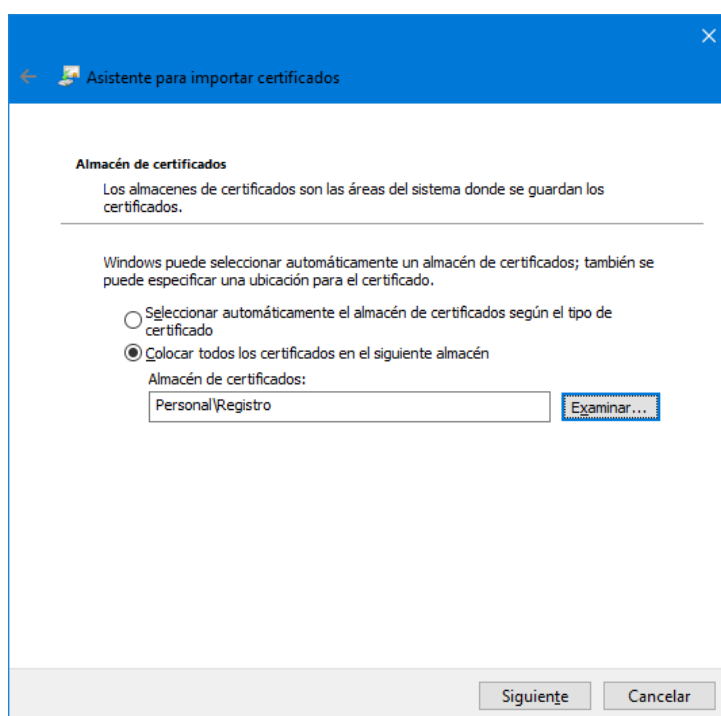 Asistente para importar certificados
Almacén de certificados
Los almacenes de certificados son las áreas del sistema donde se guardan los
certificados.
Windows puede seleccionar automáticamente un almacén de certificados; también se
puede especificar una ubicación para el certificado.
Seleccionar automáticamente el almacén de certificados según el tipo de
certificado
Colocar todos los certificados en el siguiente almacén
Almacén de certificados:
Personal\Registro
Examinar...
Siguiente
Cancelar